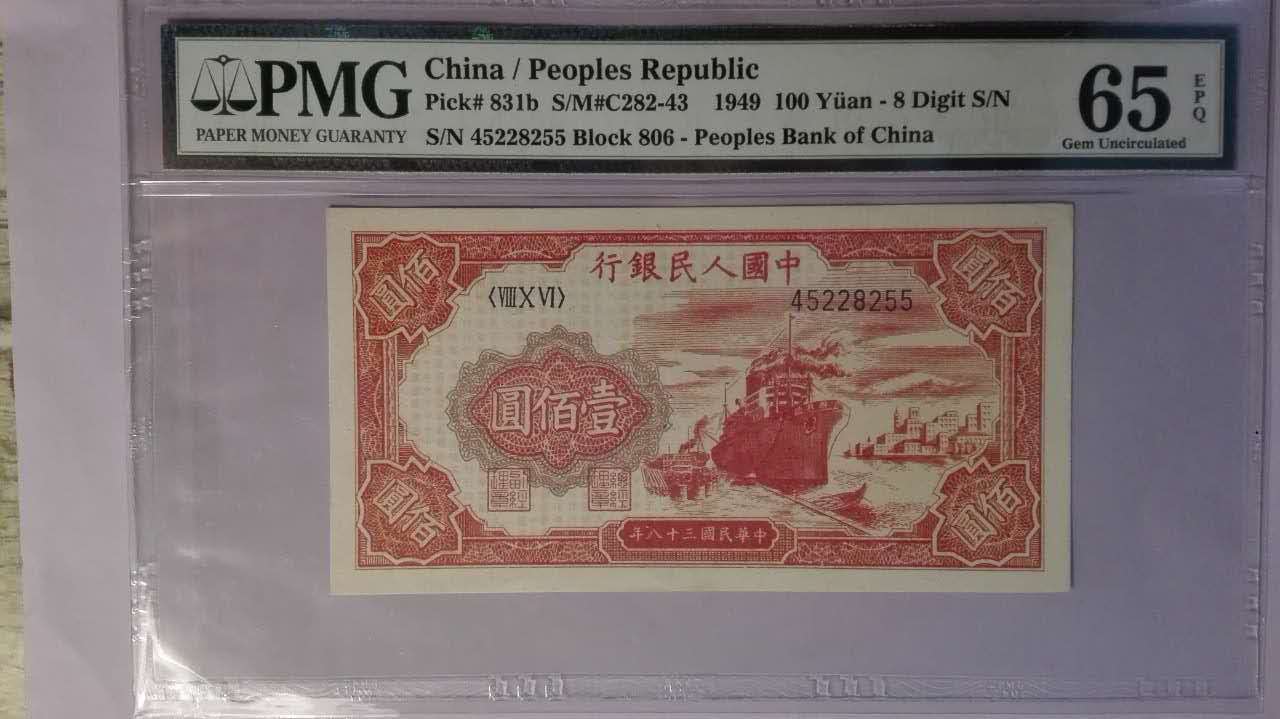 PMG
PAPER MONEY GUARANTY
China / Peoples Republic
Pick# 831b S/M#C282-43 1949 100 Yüan - 8 Digit S/N
S/N 45228255 Block 806 - Peoples Bank of China
65
EPQ
Gem Uncirculated
行銀民人國中
〈ⅧⅩⅥ〉
45228255
圓佰
圓佰
圓佰壹
圓佰
圓佰
年八十三國民華中